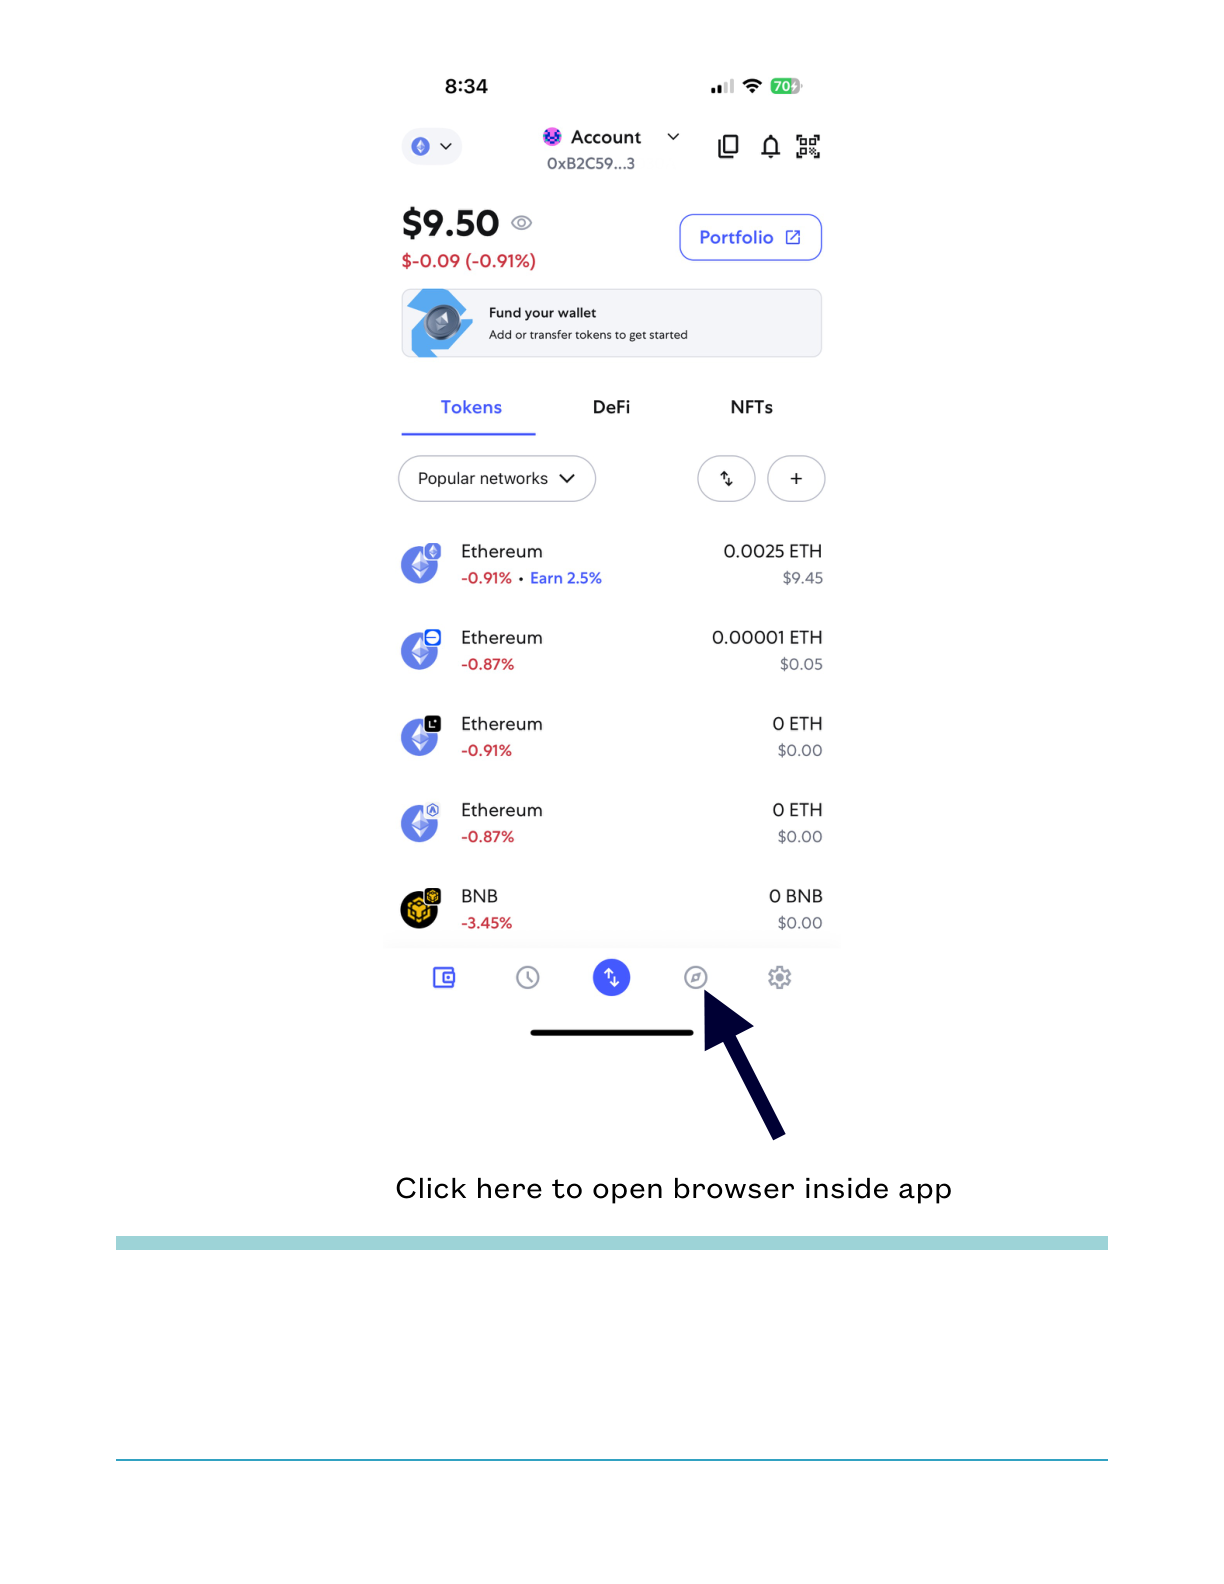 8:34
70
Account
0xB2C59...3
$9.50
Portfolio
$-0.09 (-0.91%)
Fund your wallet
Add or transfer tokens to get started
Tokens DeFi NFTs
Popular networks
+
Ethereum 0.0025 ETH
-0.91% • Earn 2.5% $9.45
Ethereum 0.00001 ETH
-0.87% $0.05
L
Ethereum 0 ETH
-0.91% $0.00
Ethereum 0 ETH
-0.87% $0.00
BNB 0 BNB
-3.45% $0.00
Click here to open browser inside app